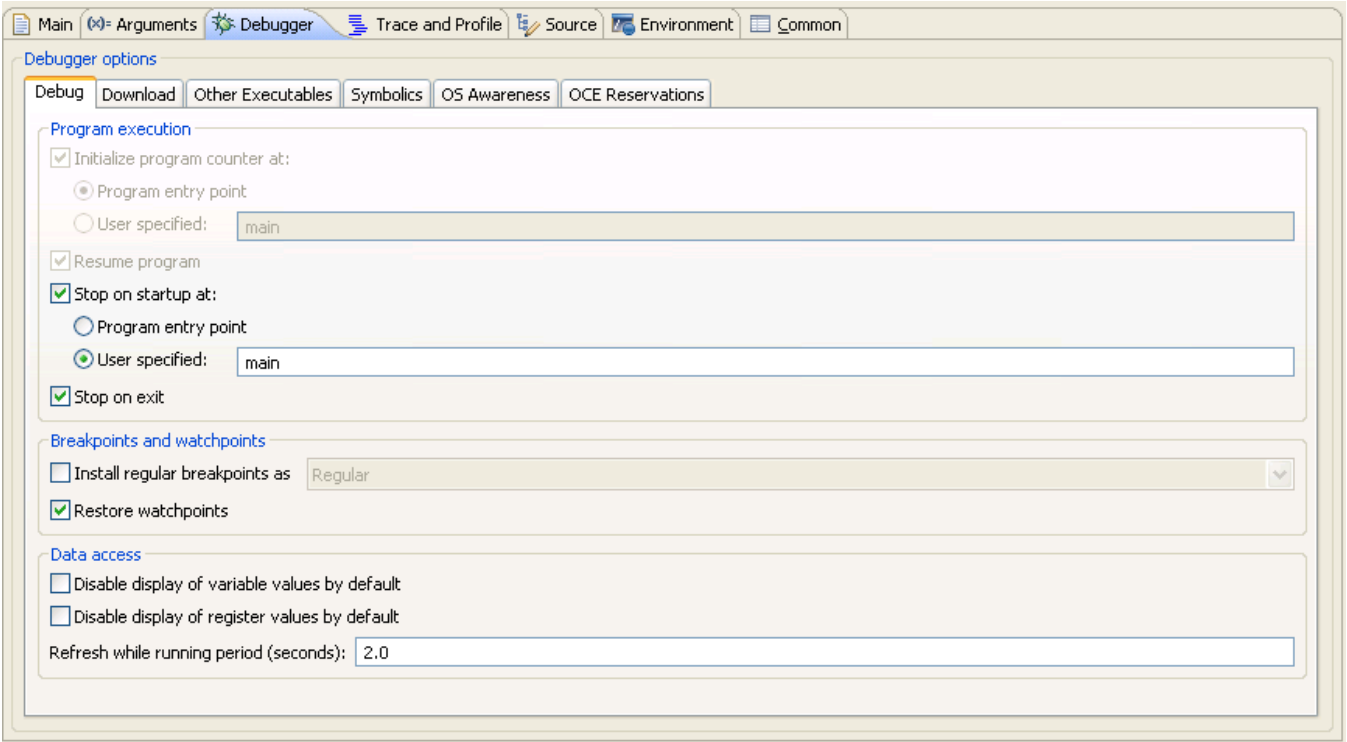 Main (x)= Arguments Debugger Trace and Profile Source Environment Common
Debugger options
Debug Download Other Executables Symbolics OS Awareness OCE Reservations
Program execution
Initialize program counter at:
Program entry point
User specified: main
Resume program
Stop on startup at:
Program entry point
User specified: main
Stop on exit
Breakpoints and watchpoints
Install regular breakpoints as Regular
Restore watchpoints
Data access
Disable display of variable values by default
Disable display of register values by default
Refresh while running period (seconds): 2.0